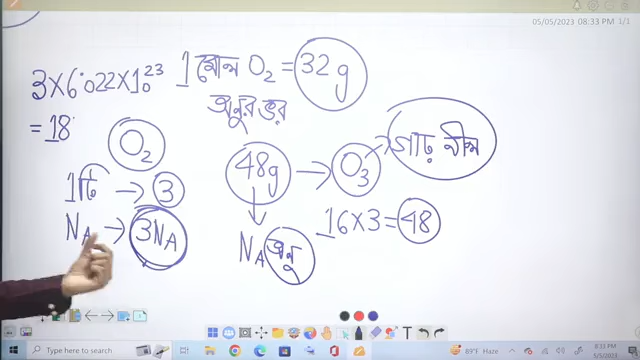 05/05/2023 08:33 PM 1/1
3×6.022×10²³
= 18
1 মোল O₂ = 32 g
অনুর ভর
O₂
48g → O₃ → গাঢ় নীল
1টি → 3
16×3 = 48
NA → 3NA
NA অনু
Type here to search
89°F Haze
8:33 PM
5/5/2023